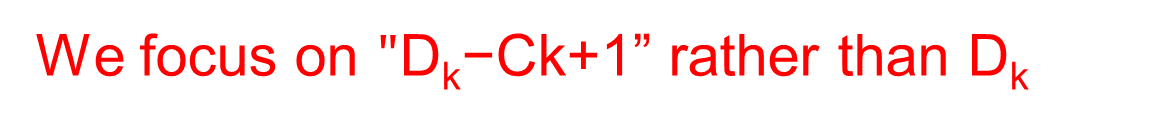 We focus on "Dₖ−Ck+1” rather than Dₖ